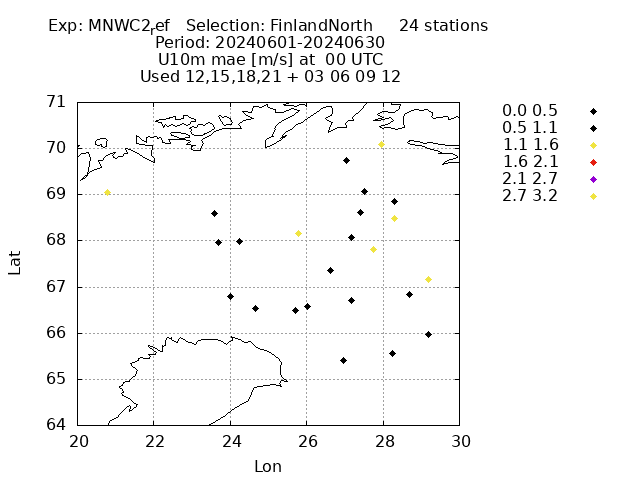 Exp: MNWC2ref Selection: FinlandNorth 24 stations
Period: 20240601-20240630
U10m mae [m/s] at 00 UTC
Used 12,15,18,21 + 03 06 09 12
0.0 0.5
0.5 1.1
1.1 1.6
1.6 2.1
2.1 2.7
2.7 3.2
71
70
69
68
67
66
65
64
Lat
20 22 24 26 28 30
Lon